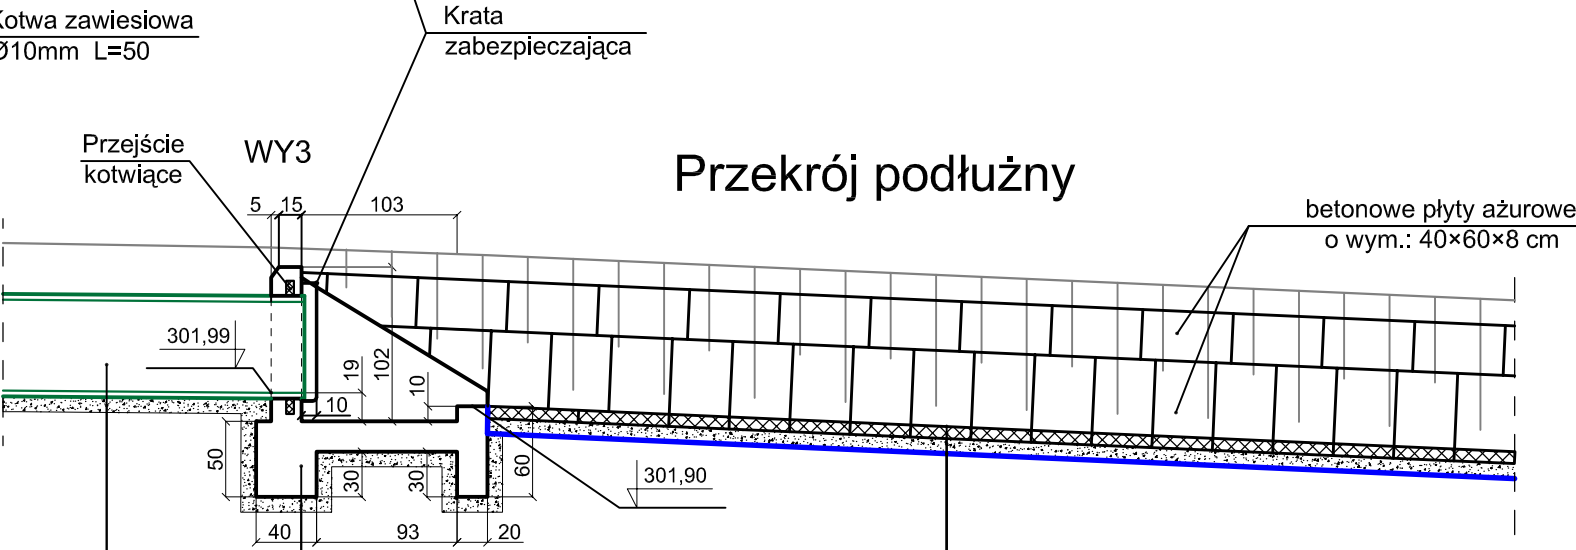 Kotwa zawiesiowa
Ø10mm L=50
Krata
zabezpieczająca
Przejście
kotwiące
WY3
Przekrój podłużny
5 15 103
betonowe płyty ażurowe
o wym.: 40×60×8 cm
301,99
19
102
10
10
50
30
30
60
301,90
40 93 20